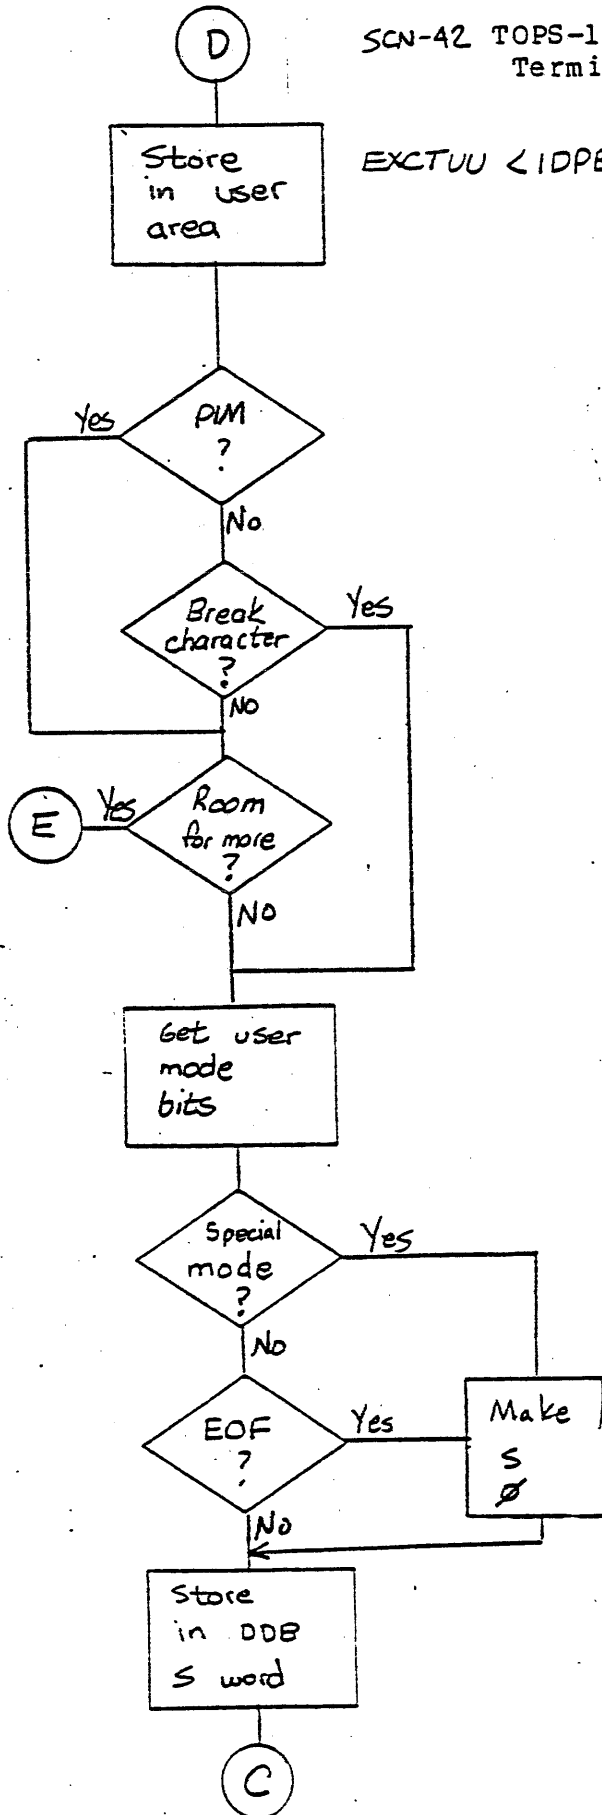 D
SCN-42 TOPS-1
Termi
Store
in user
area
EXCTUU <IDPB
PIM
?
Yes
No
Break
character
?
Yes
No
Room
for more
?
Yes
E
No
Get user
mode
bits
Special
mode
?
Yes
No
EOF
?
Yes
Make
S
Ø
No
Store
in DDB
S word
C